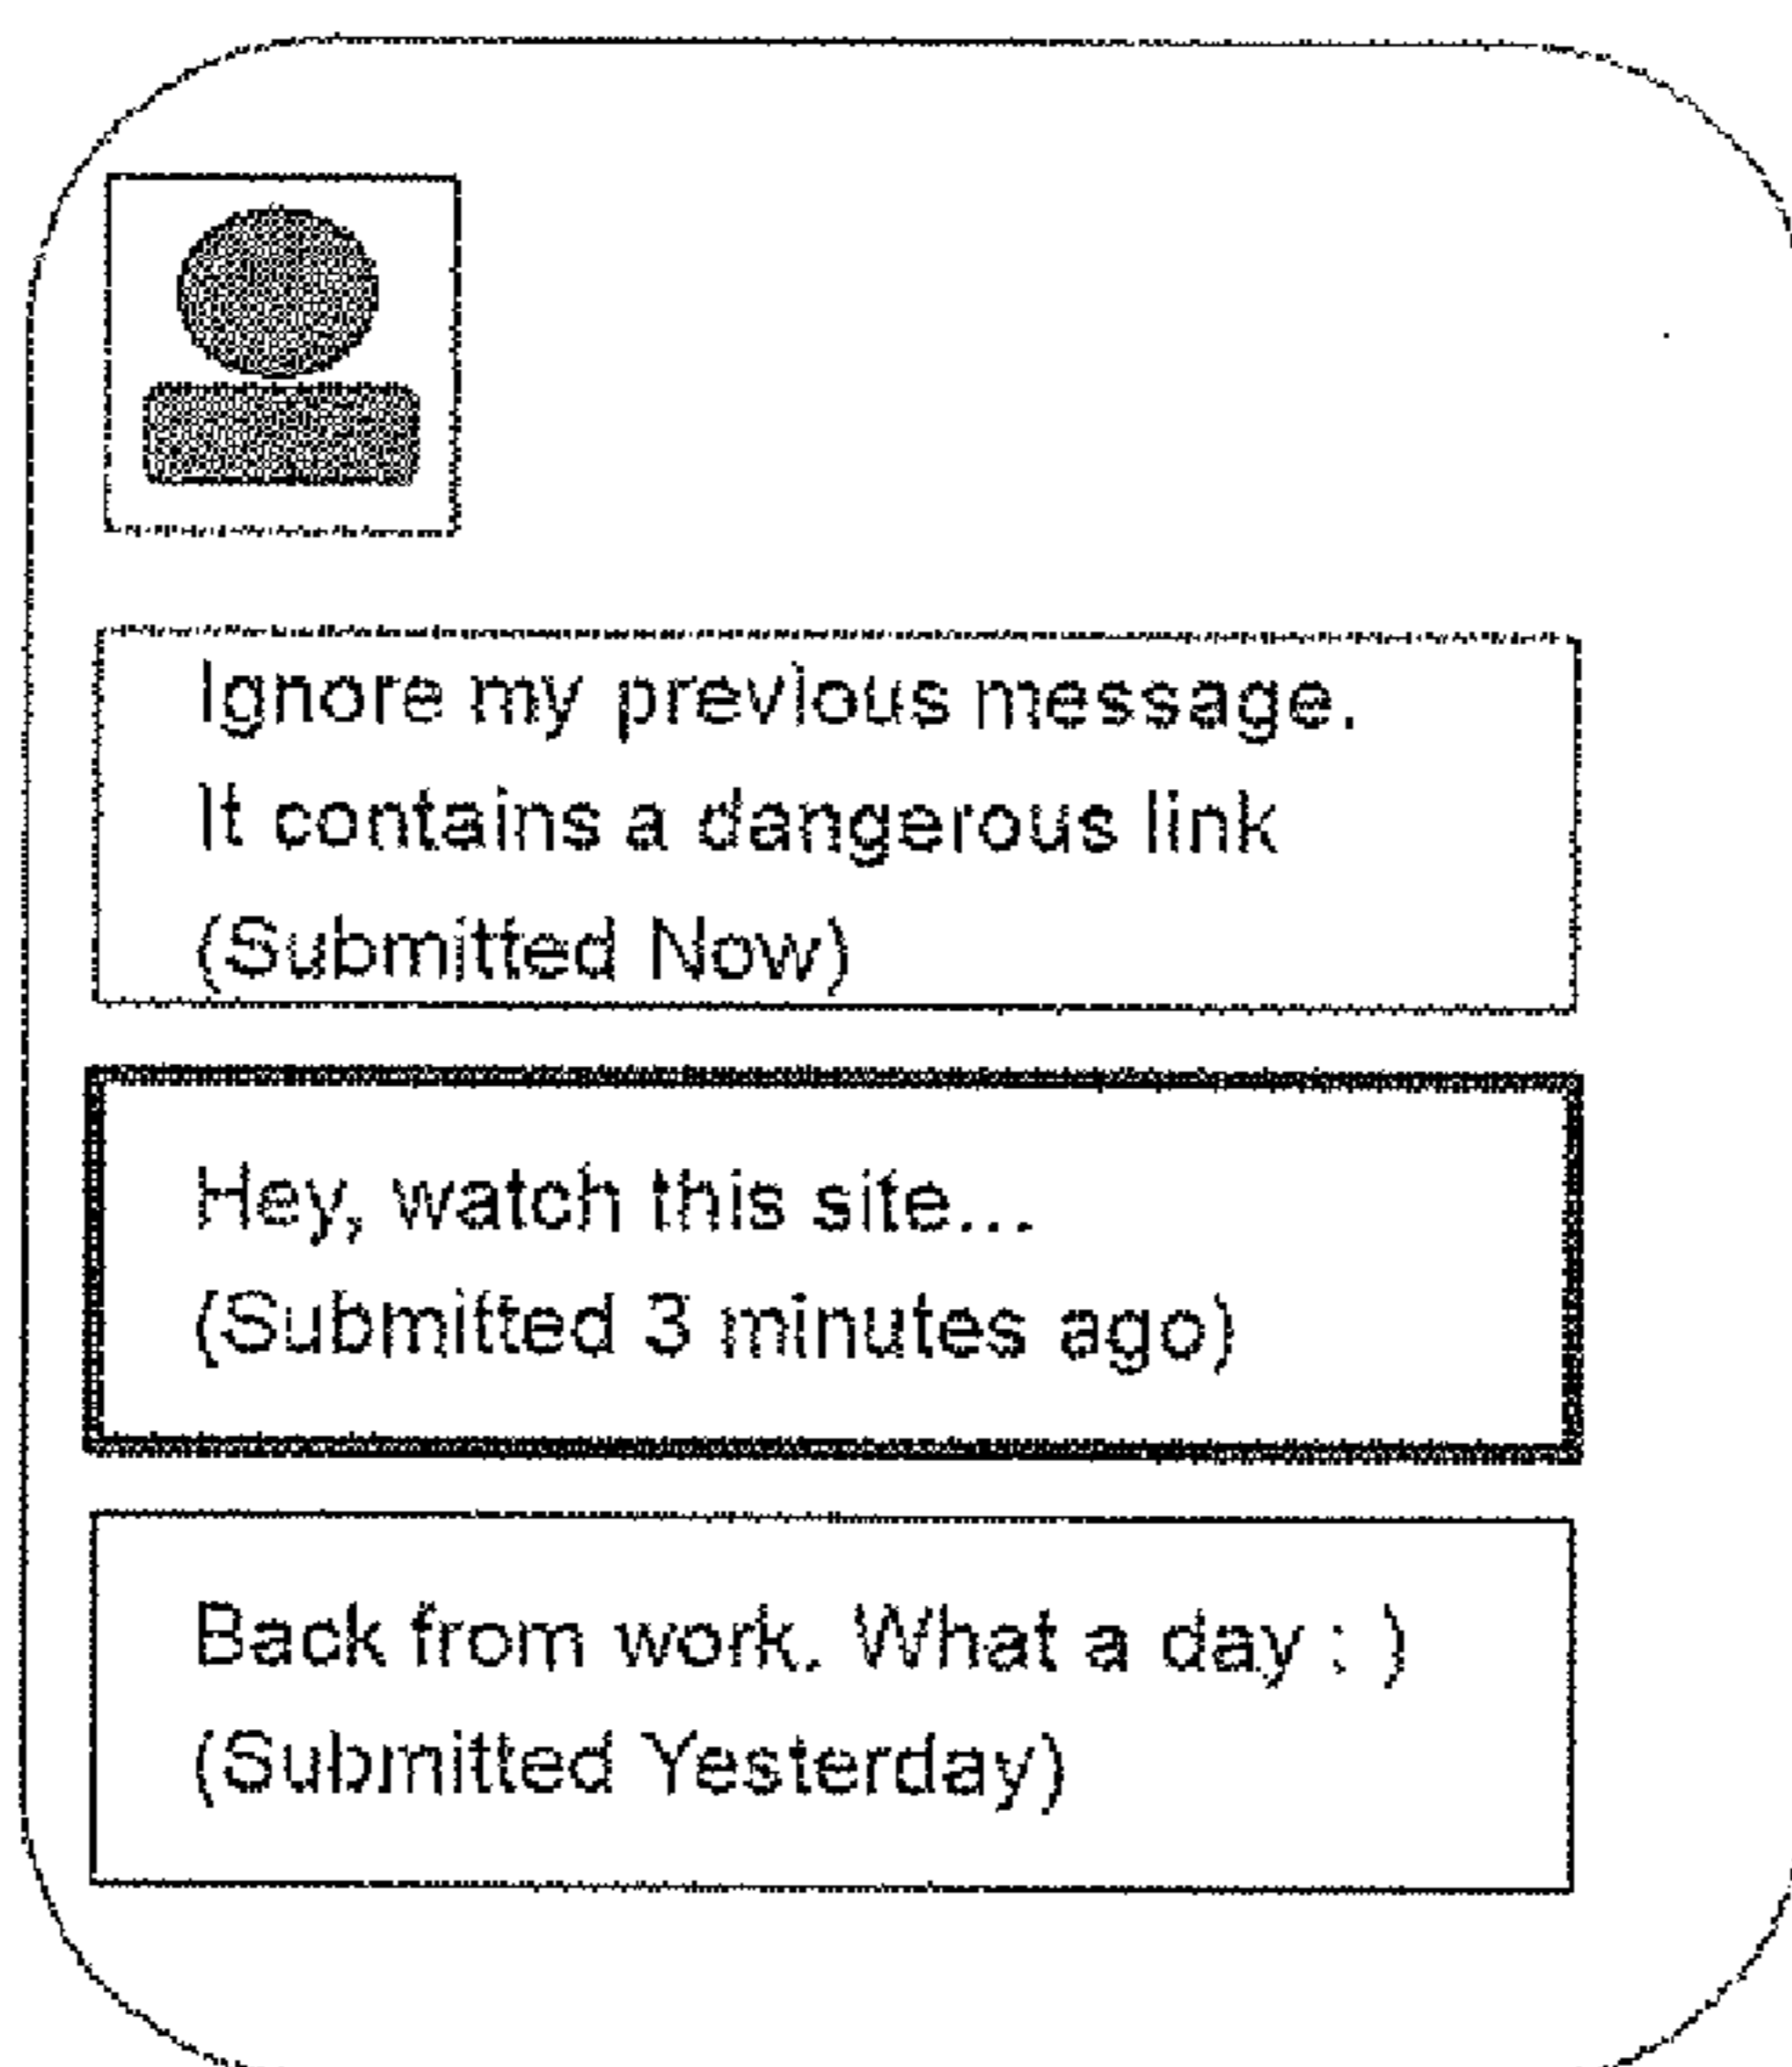 Ignore my previous message.
It contains a dangerous link
(Submitted Now)
Hey, watch this site...
(Submitted 3 minutes ago)
Back from work. What a day : )
(Submitted Yesterday)